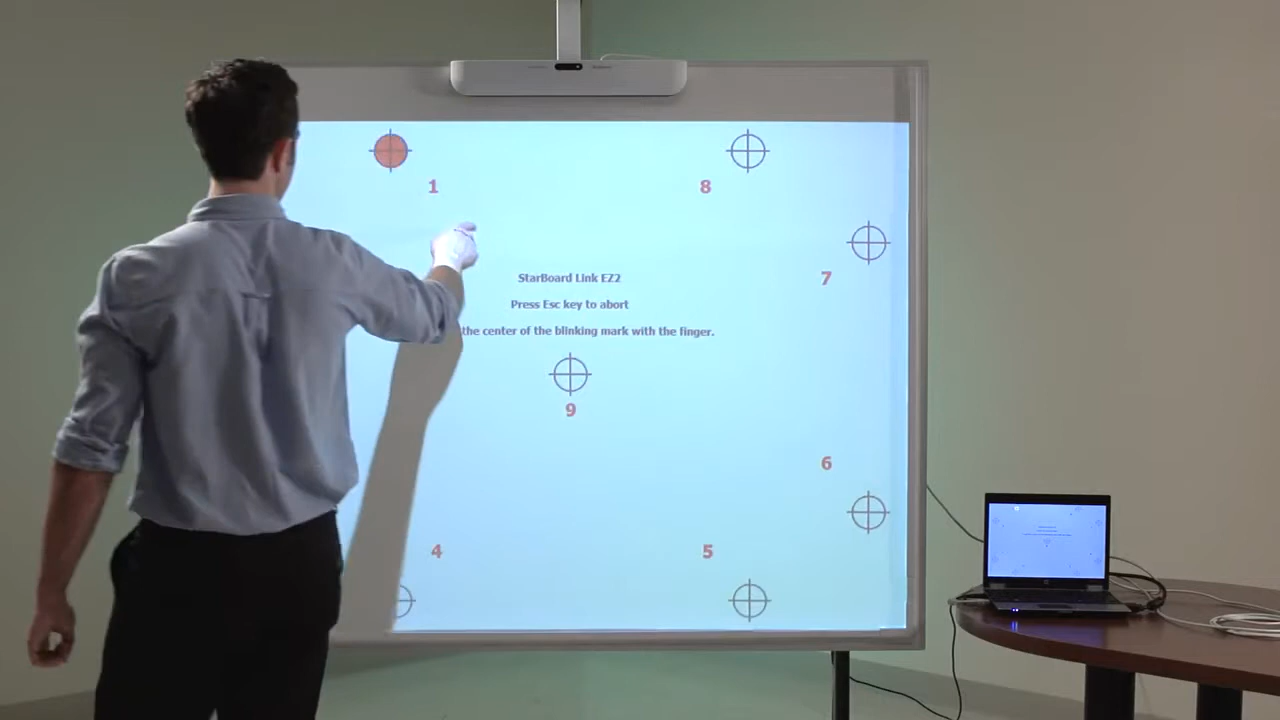 1
8
StarBoard Link EZ2
7
Press Esc key to abort
the center of the blinking mark with the finger.
9
6
4
5